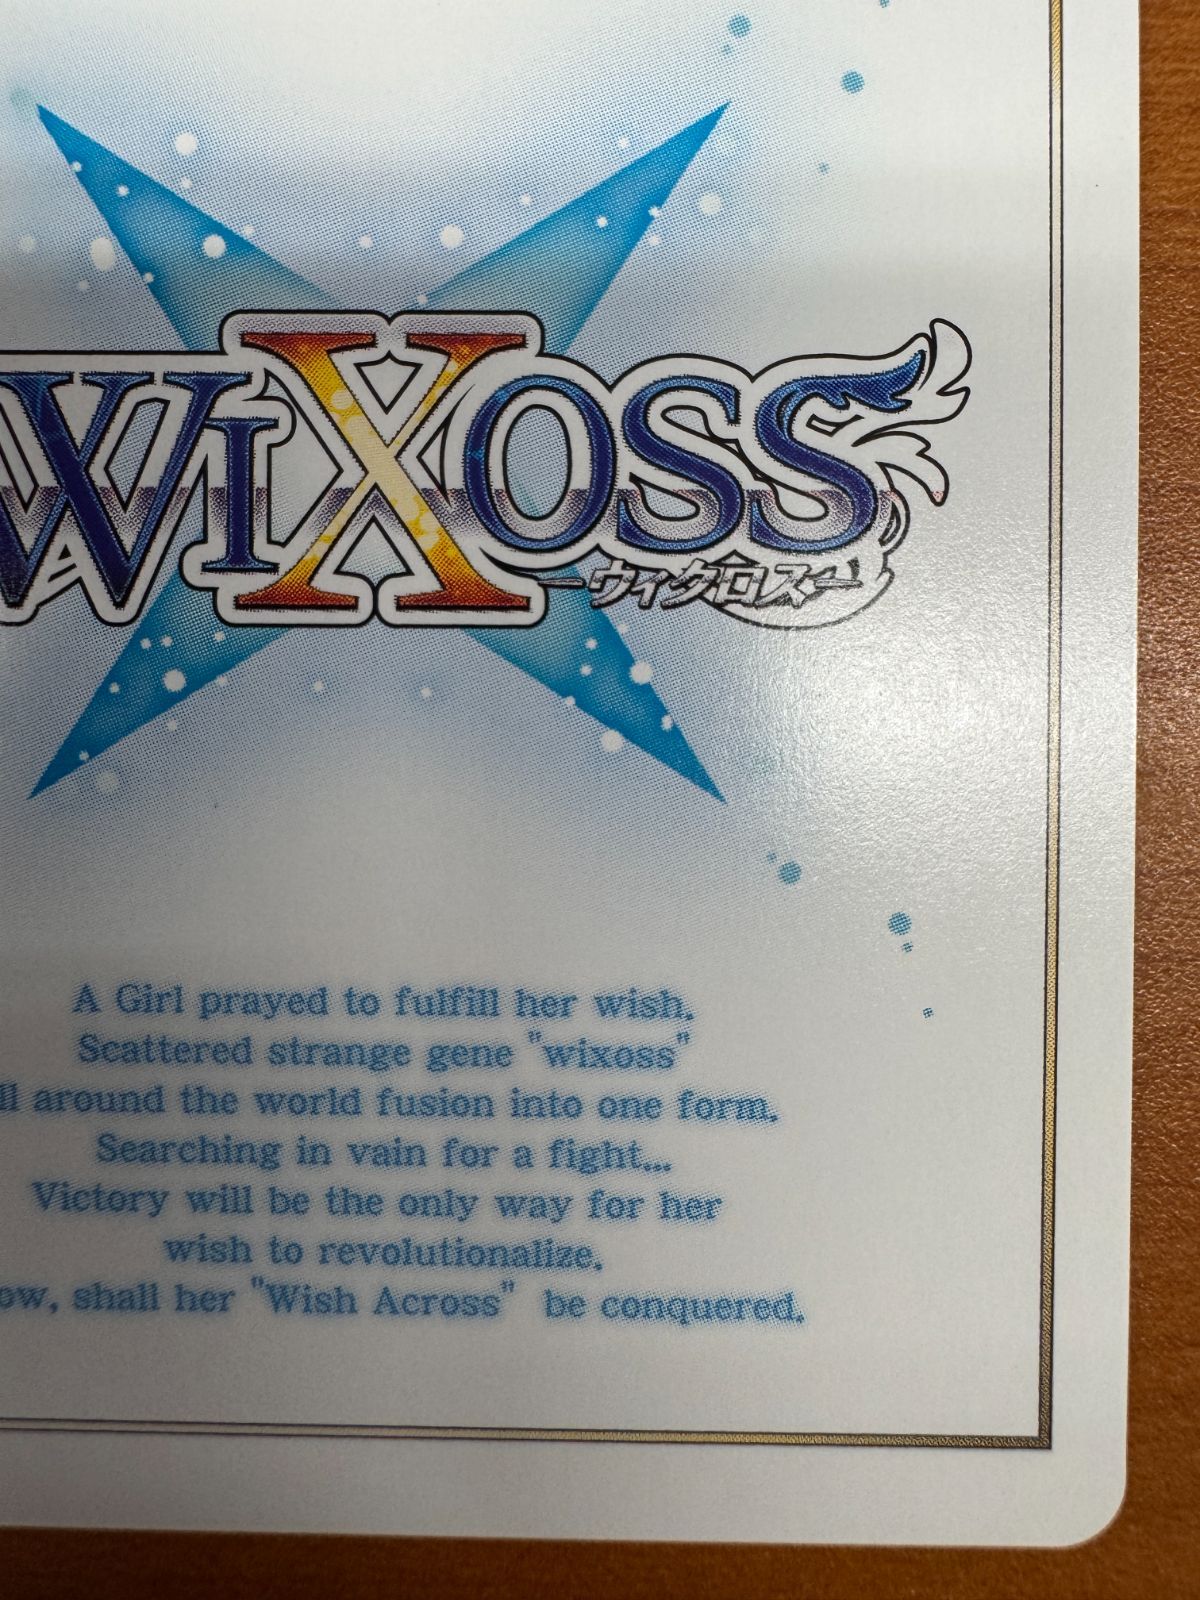 WIXOSS
-ウィクロス-
A Girl prayed to fulfill her wish.
Scattered strange gene "wixoss"
around the world fusion into one form.
Searching in vain for a fight...
Victory will be the only way for her
wish to revolutionalize.
shall her "Wish Across" be conquered.